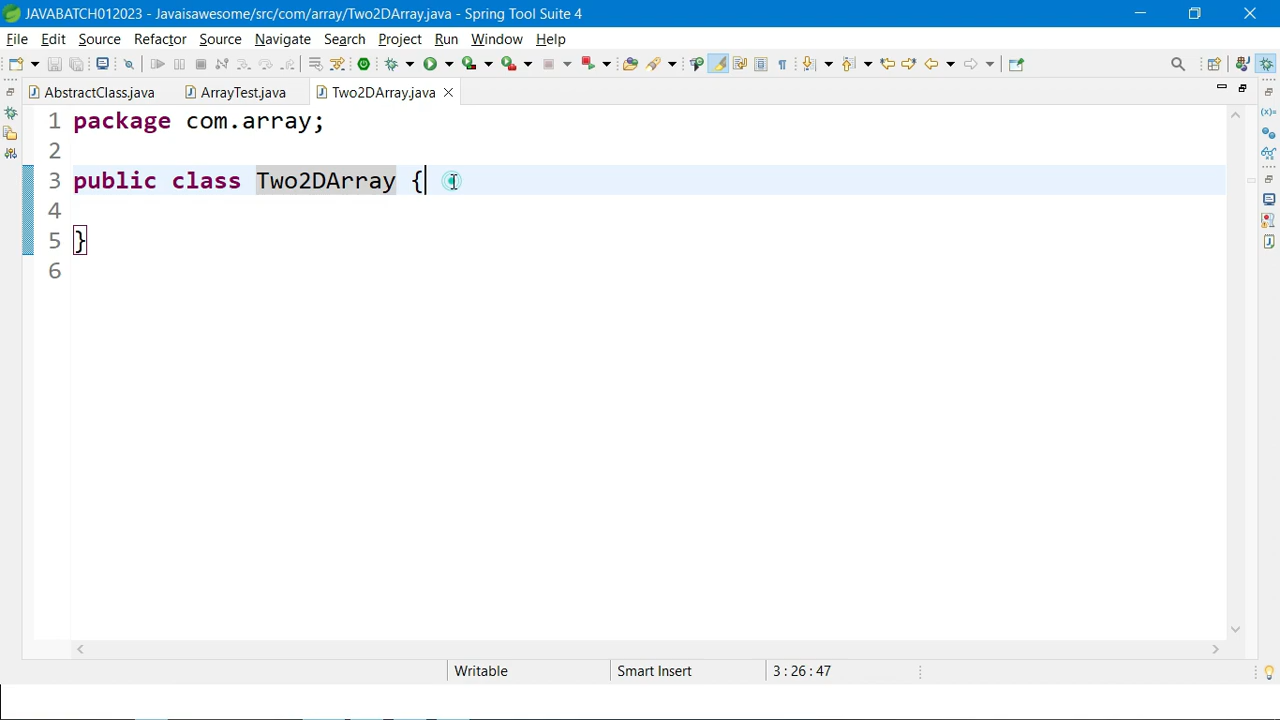 JAVABATCH012023 - Javaisawesome/src/com/array/Two2DArray.java - Spring Tool Suite 4
File Edit Source Refactor Source Navigate Search Project Run Window Help
AbstractClass.java ArrayTest.java Two2DArray.java
1 package com.array;
2
3 public class Two2DArray {
4
5 }
6
Writable Smart Insert 3 : 26 : 47